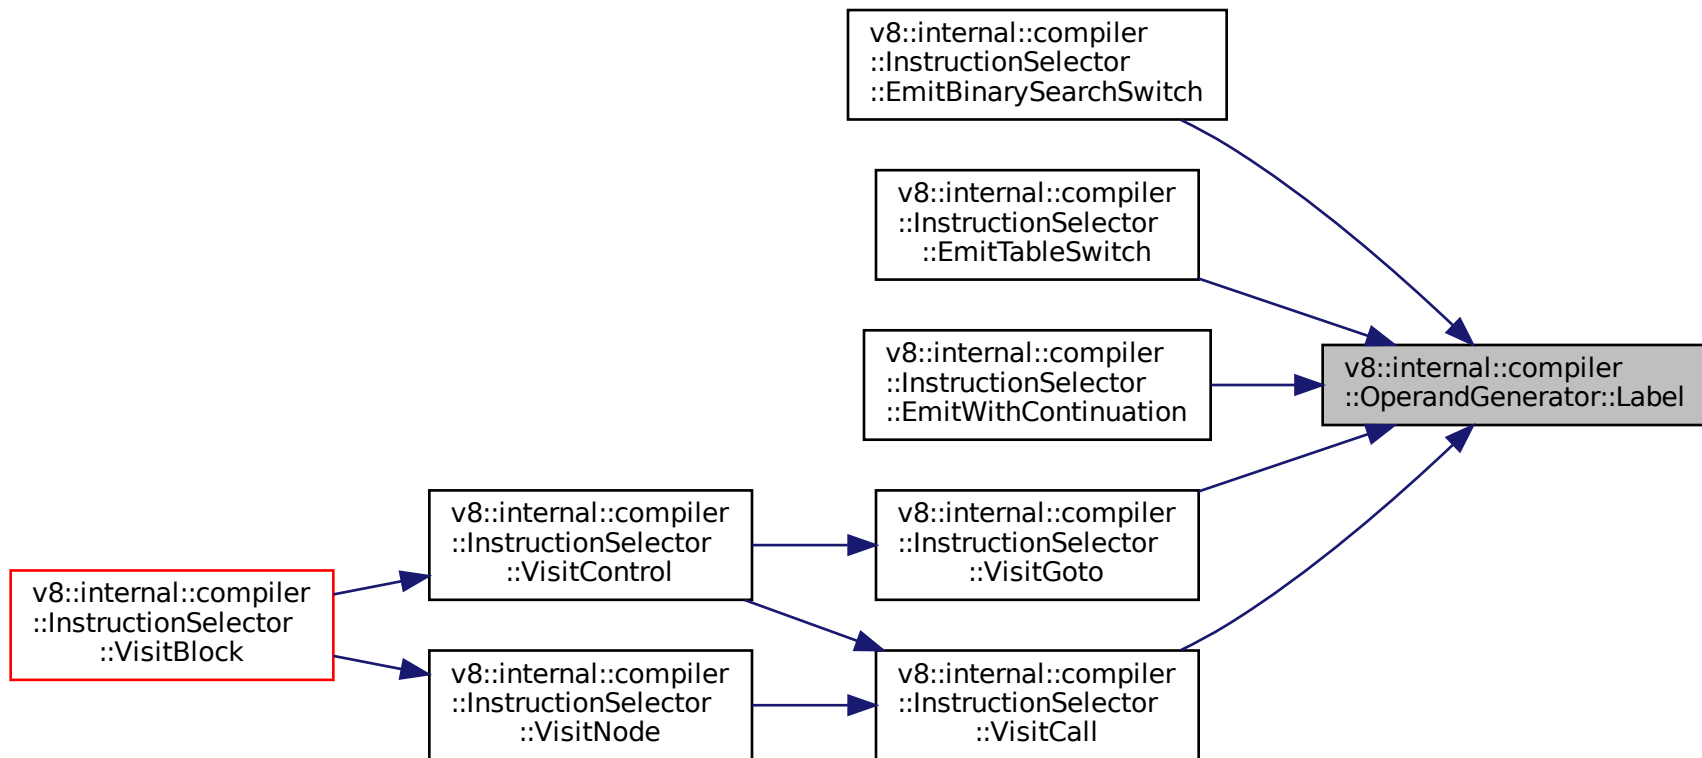 v8::internal::compiler
::InstructionSelector
::EmitBinarySearchSwitch
v8::internal::compiler
::InstructionSelector
::EmitTableSwitch
v8::internal::compiler
::InstructionSelector
::EmitWithContinuation
v8::internal::compiler
::OperandGenerator::Label
v8::internal::compiler
::InstructionSelector
::VisitControl
v8::internal::compiler
::InstructionSelector
::VisitGoto
v8::internal::compiler
::InstructionSelector
::VisitBlock
v8::internal::compiler
::InstructionSelector
::VisitNode
v8::internal::compiler
::InstructionSelector
::VisitCall